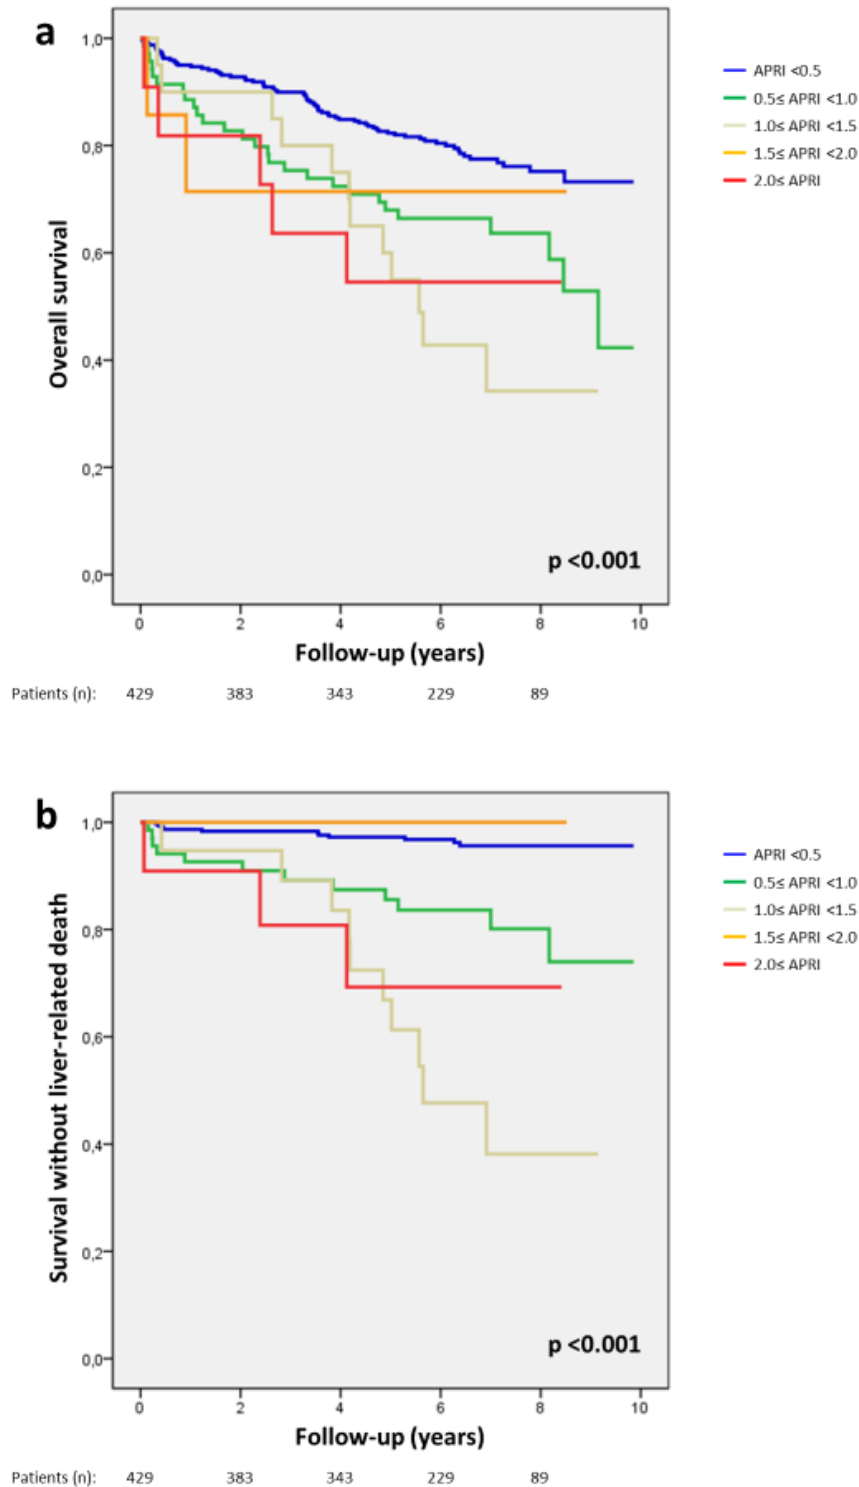 a
1,0
0,8
0,6
0,4
0,2
0,0
Overall survival
p <0.001
0 2 4 6 8 10
Follow-up (years)
Patients (n): 429 383 343 229 89
APRI <0.5
0.5≤ APRI <1.0
1.0≤ APRI <1.5
1.5≤ APRI <2.0
2.0≤ APRI
b
1,0
0,8
0,6
0,4
0,2
0,0
Survival without liver-related death
p <0.001
0 2 4 6 8 10
Follow-up (years)
Patients (n): 429 383 343 229 89
APRI <0.5
0.5≤ APRI <1.0
1.0≤ APRI <1.5
1.5≤ APRI <2.0
2.0≤ APRI